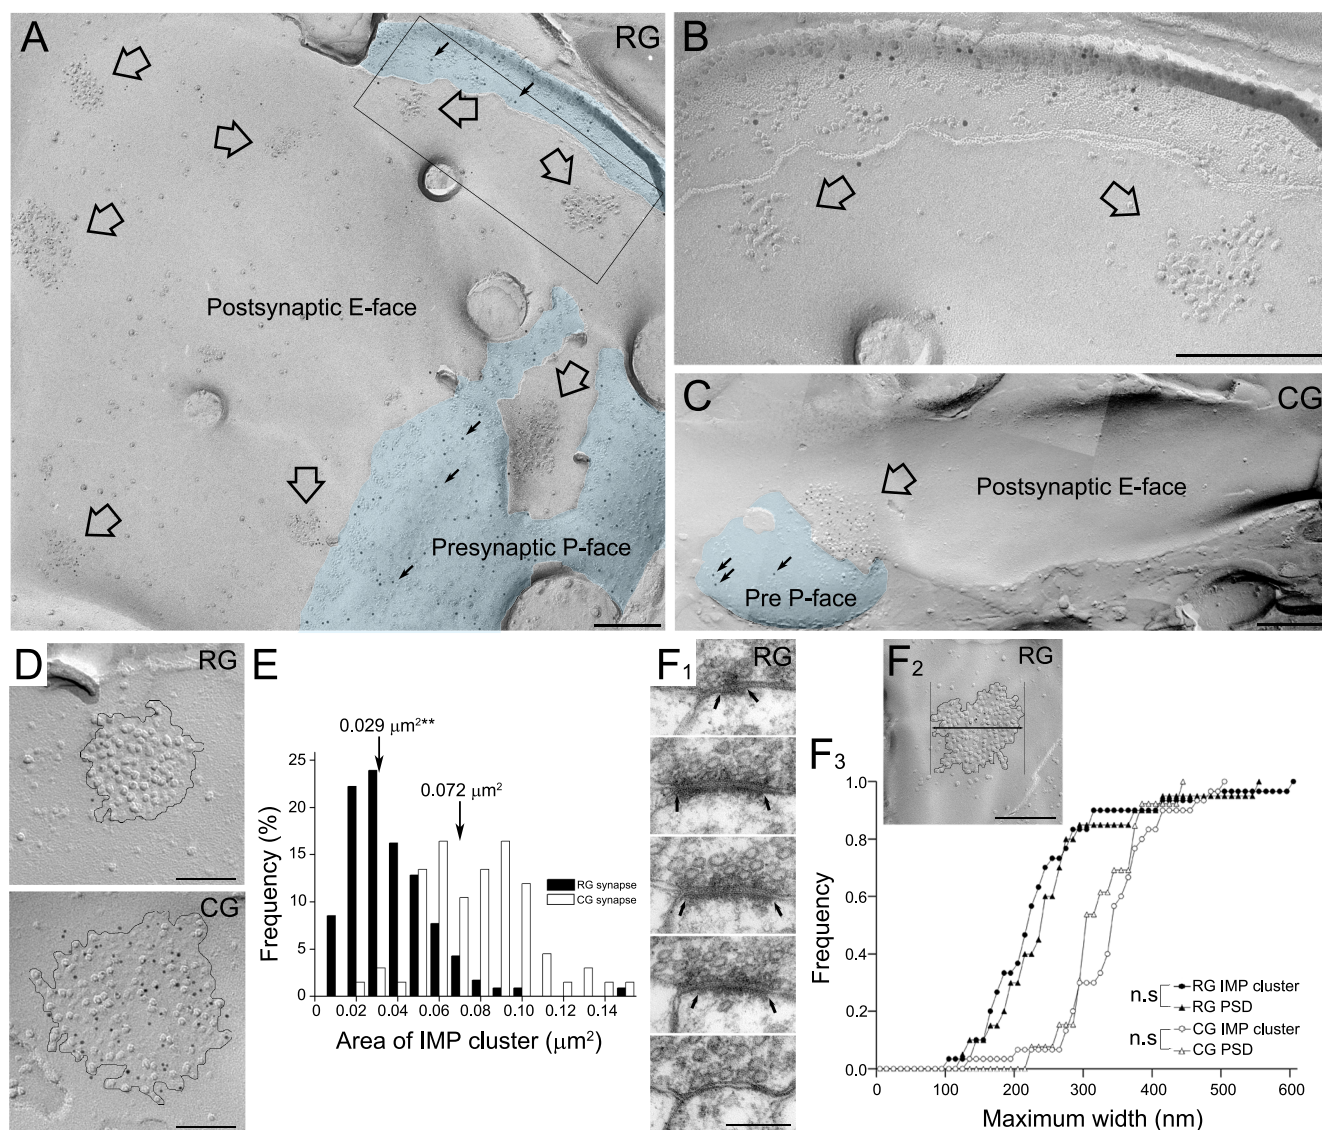 A
RG
Postsynaptic E-face
Presynaptic P-face
B
C
CG
Postsynaptic E-face
Pre P-face
D
RG
CG
E
0.029 μm²**
0.072 μm²
25
20
15
10
5
0
Frequency (%)
RG synapse
CG synapse
0.00 0.02 0.04 0.06 0.08 0.10 0.12 0.14
Area of IMP cluster (μm²)
F₁
RG
F₂
RG
F₃
1.0
0.8
0.6
0.4
0.2
0.0
Frequency
n.s
RG IMP cluster
RG PSD
n.s
CG IMP cluster
CG PSD
0 100 200 300 400 500 600
Maximum width (nm)